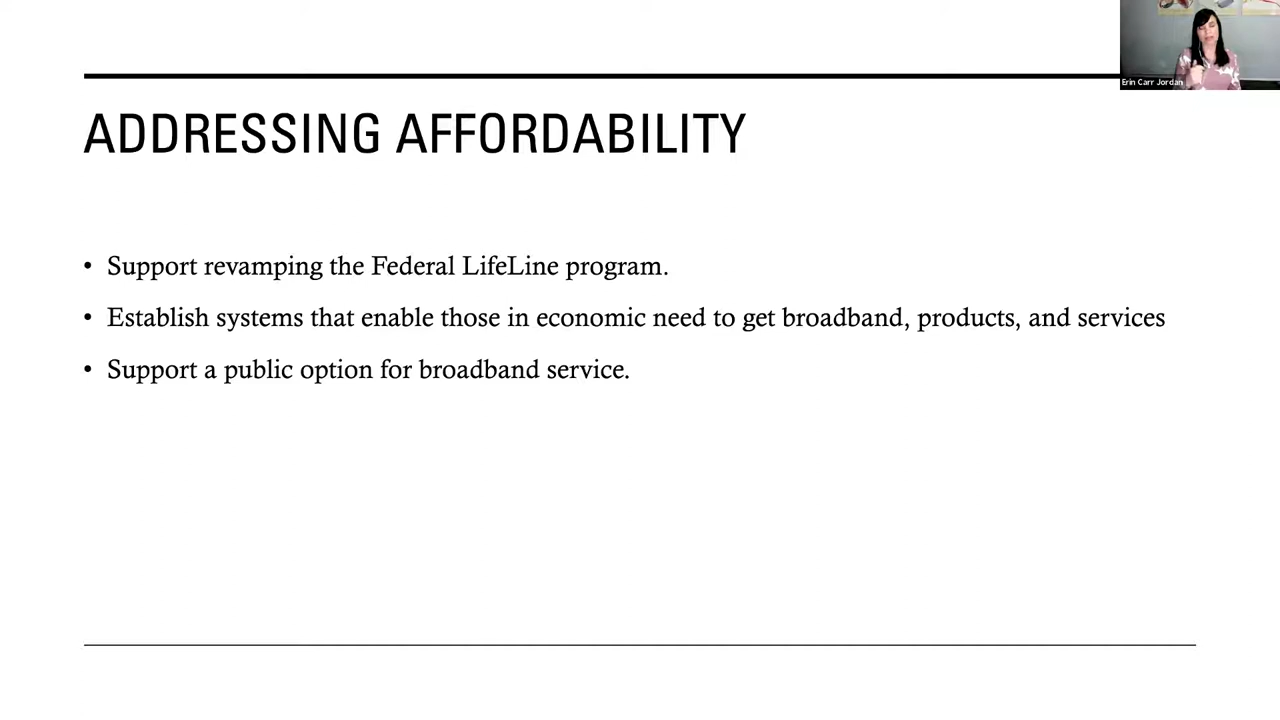 Erin Carr Jordan
ADDRESSING AFFORDABILITY
• Support revamping the Federal LifeLine program.
• Establish systems that enable those in economic need to get broadband, products, and services
• Support a public option for broadband service.